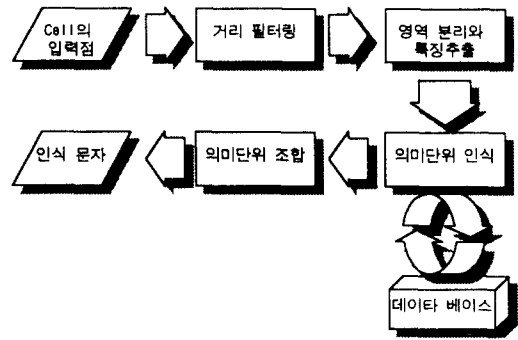 Cell의
입력점
거리 필터링
영역 분리와
특징추출
인식 문자
의미단위 조합
의미단위 인식
데이타 베이스